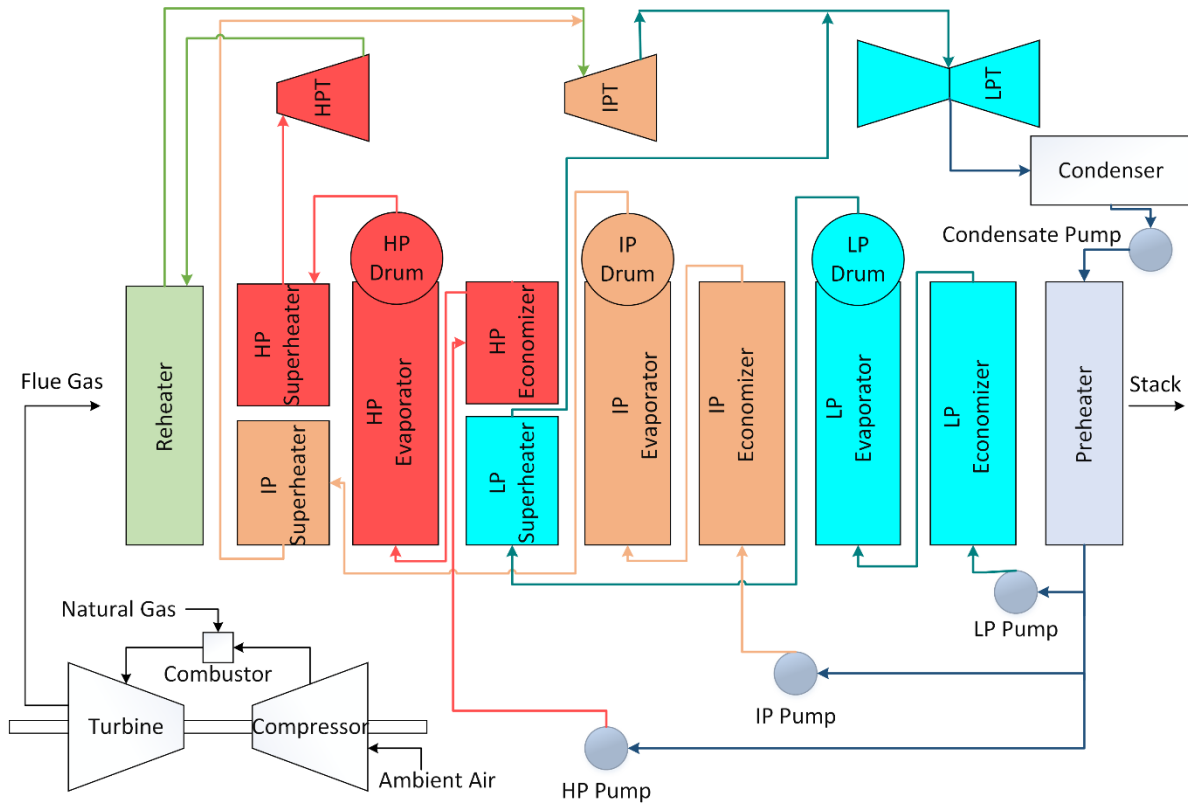 HPT
IPT
LPT
Condenser
Condensate Pump
HP
Drum
IP
Drum
LP
Drum
Flue Gas
Reheater
HP
Superheater
IP
Superheater
HP
Evaporator
HP
Economizer
LP
Superheater
IP
Evaporator
IP
Economizer
LP
Evaporator
LP
Economizer
Preheater
Stack
Natural Gas
Combustor
Turbine
Compressor
Ambient Air
LP Pump
IP Pump
HP Pump